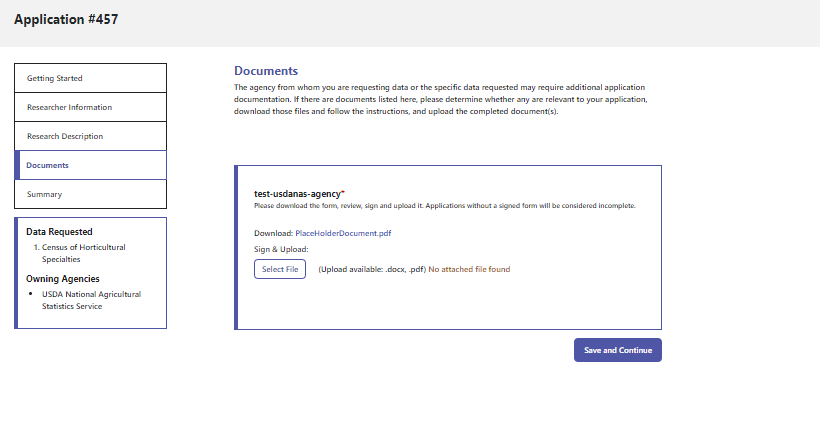 Application #457
Getting Started
Researcher Information
Research Description
Documents
Summary
Data Requested
1. Census of Horticultural
Specialties
Owning Agencies
• USDA National Agricultural
Statistics Service
Documents
The agency from whom you are requesting data or the specific data requested may require additional application
documentation. If there are documents listed here, please determine whether any are relevant to your application,
download those files and follow the instructions, and upload the completed document(s).
test-usdanas-agency*
Please download the form, review, sign and upload it. Applications without a signed form will be considered incomplete.
Download: PlaceHolderDocument.pdf
Sign & Upload:
Select File (Upload available: .docx, .pdf) No attached file found
Save and Continue